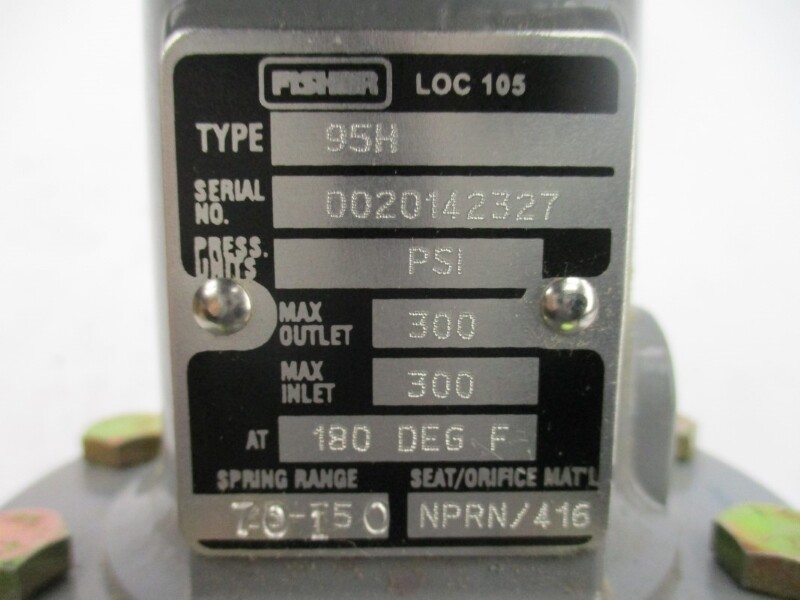 FISHER LOC 105
TYPE 95H
SERIAL NO. 0020142327
PRESS. UNITS PSI
MAX OUTLET 300
MAX INLET 300
AT 180 DEG F
SPRING RANGE SEAT/ORIFICE MAT'L
NPRN/416